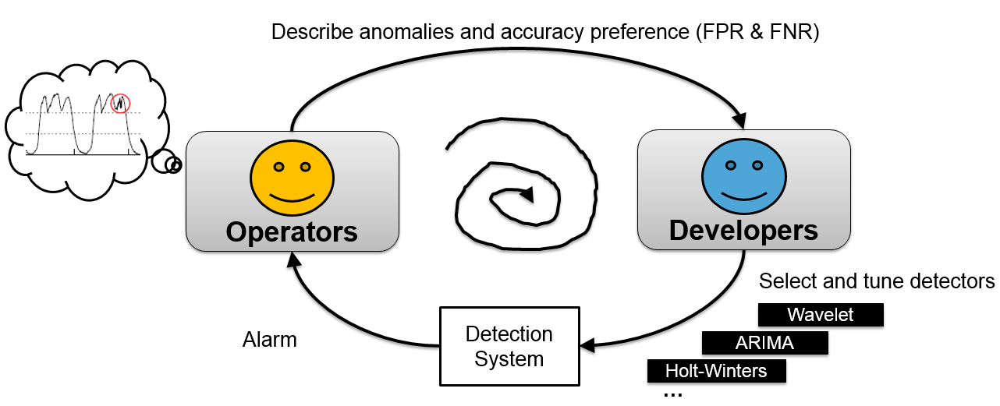 Describe anomalies and accuracy preference (FPR & FNR)
Operators
Developers
Select and tune detectors
Wavelet
ARIMA
Holt-Winters
...
Detection
System
Alarm